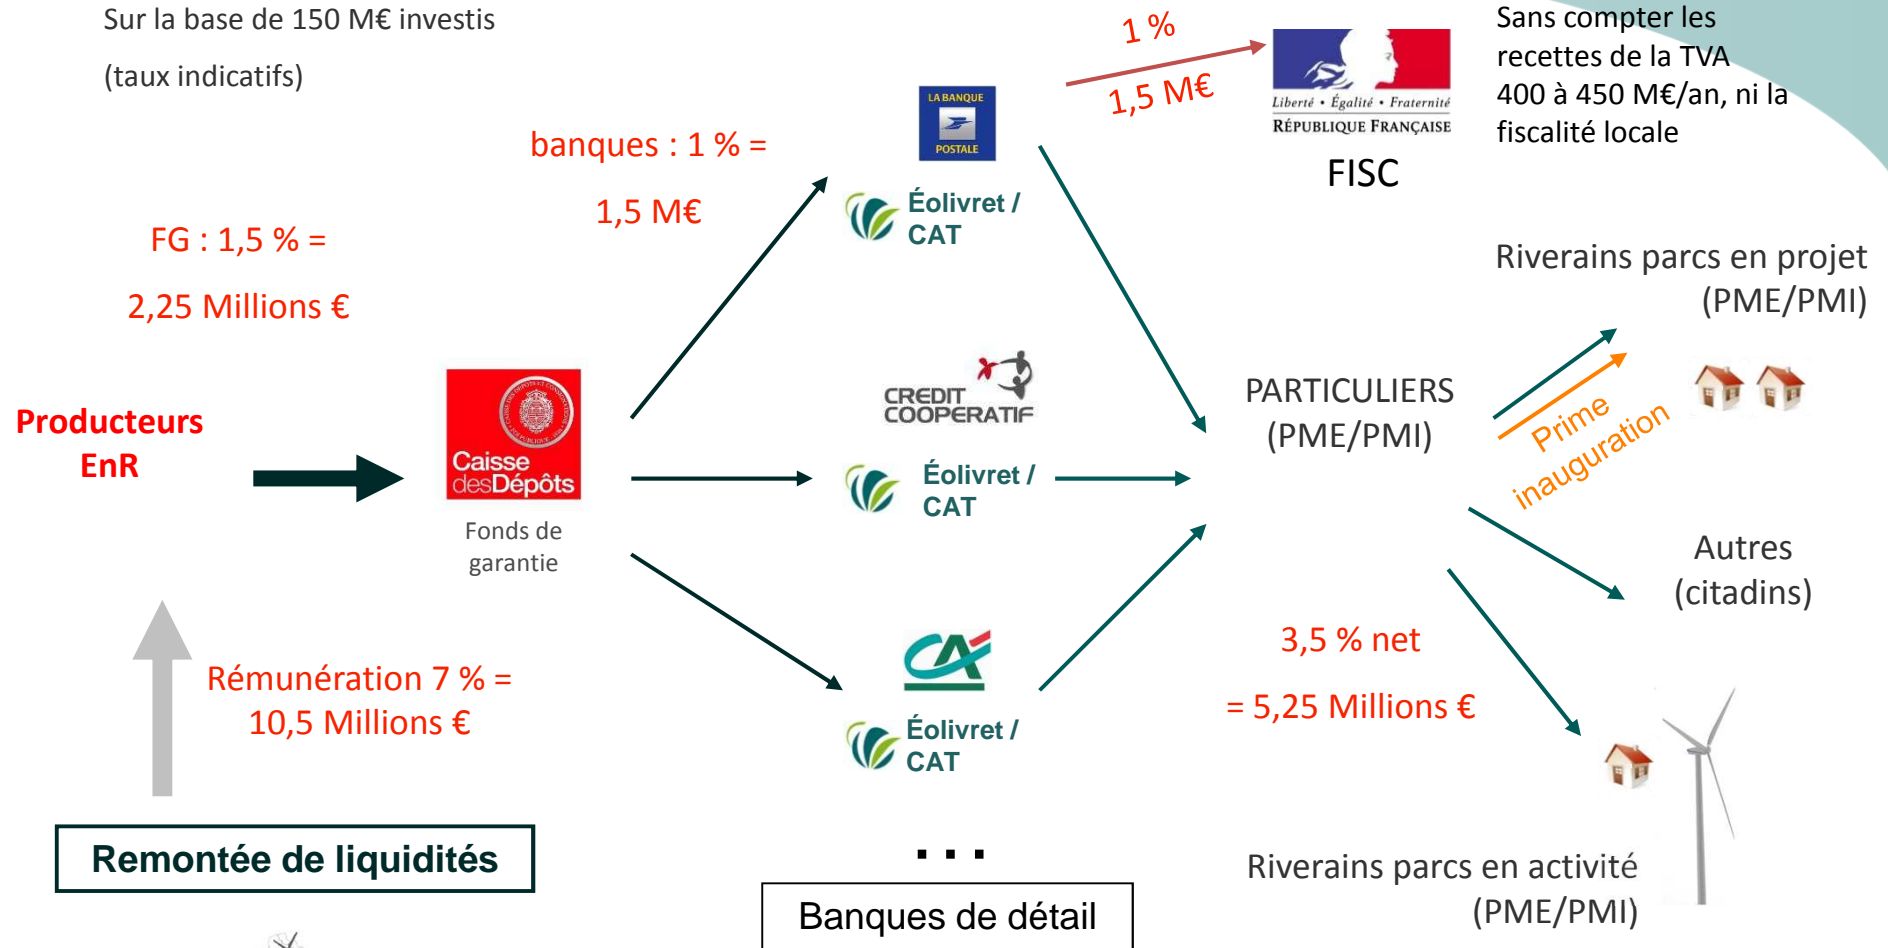 Sur la base de 150 M€ investis
(taux indicatifs)
1 %
1,5 M€
Liberté • Égalité • Fraternité
RÉPUBLIQUE FRANÇAISE
FISC
Sans compter les
recettes de la TVA
400 à 450 M€/an, ni la
fiscalité locale
banques : 1 % =
1,5 M€
LA BANQUE
POSTALE
Éolivret /
CAT
FG : 1,5 % =
2,25 Millions €
Riverains parcs en projet
(PME/PMI)
Producteurs
EnR
Caisse
desDépôts
Fonds de
garantie
CREDIT
COOPERATIF
Éolivret /
CAT
PARTICULIERS
(PME/PMI)
Prime
inauguration
Autres
(citadins)
Rémunération 7 % =
10,5 Millions €
CA
Éolivret /
CAT
3,5 % net
= 5,25 Millions €
Remontée de liquidités
...
Banques de détail
Riverains parcs en activité
(PME/PMI)